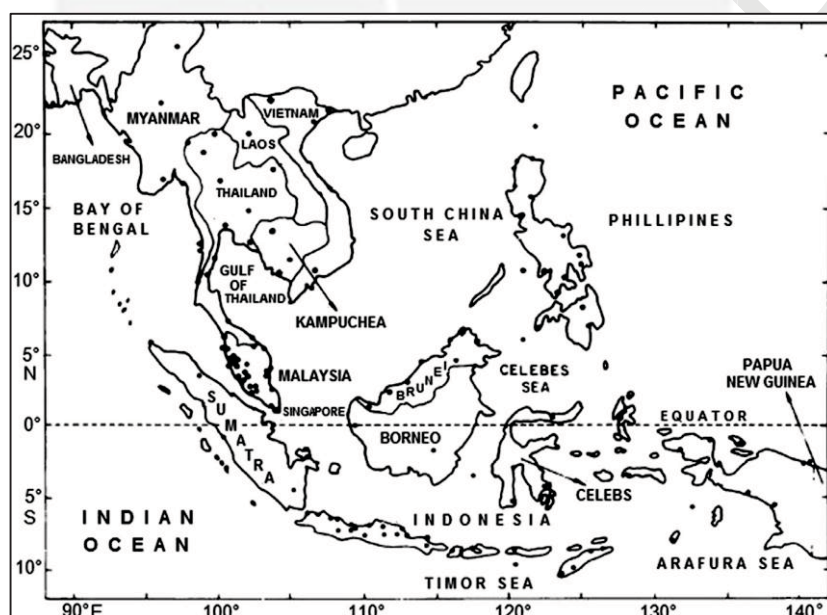 25°
20°
15°
10°
5°
N
0°
5°
S
10°
90°E
100°
110°
120°
130°
140°
MYANMAR
VIETNAM
LAOS
BANGLADESH
THAILAND
BAY OF
BENGAL
GULF
OF
THAILAND
KAMPUCHEA
SOUTH CHINA
SEA
PACIFIC
OCEAN
PHILLIPINES
MALAYSIA
SINGAPORE
SUMATRA
BRUNEI
BORNEO
CELEBES
SEA
PAPUA
NEW GUINEA
EQUATOR
CELEBS
INDONESIA
INDIAN
OCEAN
TIMOR SEA
ARAFURA SEA